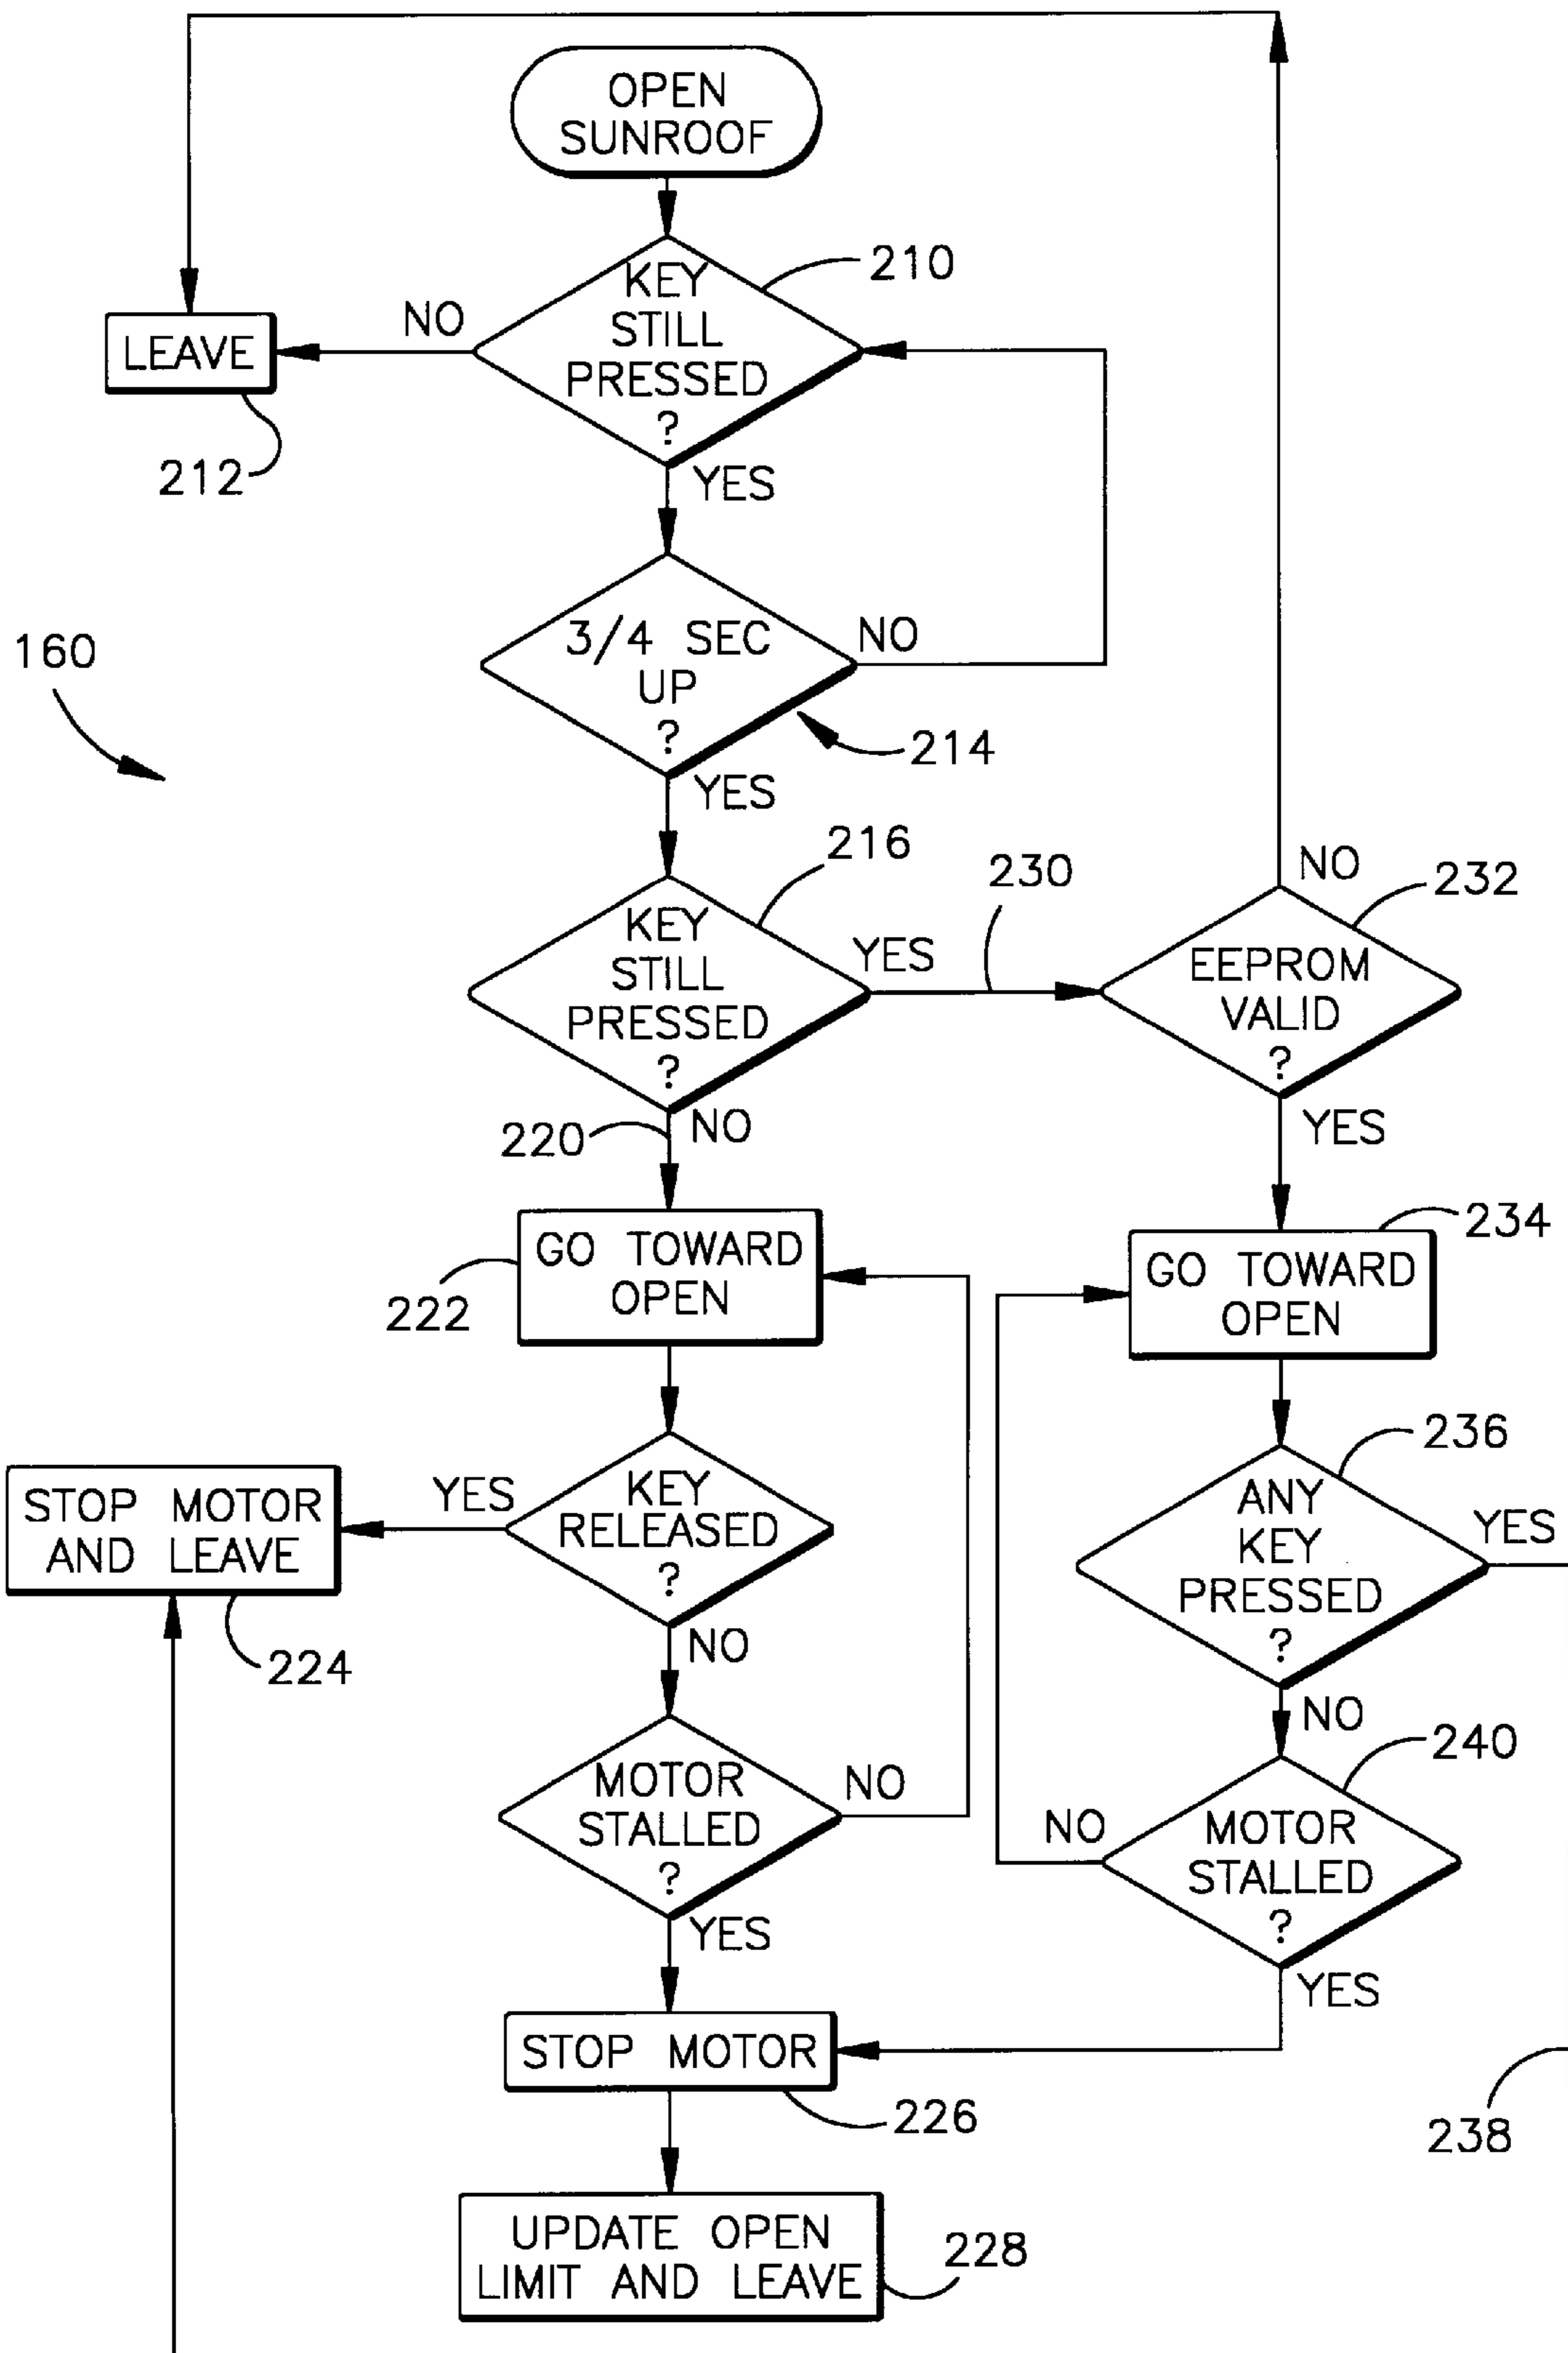 OPEN
SUNROOF
KEY
STILL
PRESSED
?
210
NO
LEAVE
212
YES
3/4 SEC
UP
?
NO
214
160
YES
KEY
STILL
PRESSED
?
216
YES
230
NO
232
EEPROM
VALID
?
220
NO
YES
GO TOWARD
OPEN
222
GO TOWARD
OPEN
234
KEY
RELEASED
?
YES
STOP MOTOR
AND LEAVE
224
NO
ANY
KEY
PRESSED
?
236
YES
NO
MOTOR
STALLED
?
NO
YES
MOTOR
STALLED
?
240
NO
YES
STOP MOTOR
226
238
UPDATE OPEN
LIMIT AND LEAVE
228